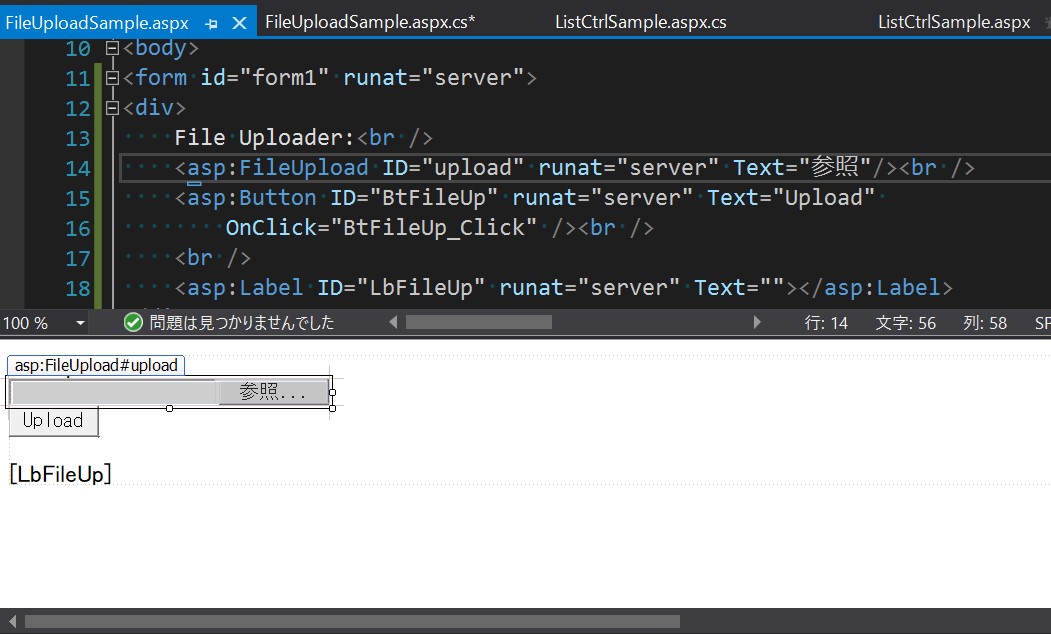 FileUploadSample.aspx FileUploadSample.aspx.cs* ListCtrlSample.aspx.cs ListCtrlSample.aspx
10 <body>
11 <form id="form1" runat="server">
12 <div>
13 File Uploader:<br />
14 <asp:FileUpload ID="upload" runat="server" Text="参照"/><br />
15 <asp:Button ID="BtFileUp" runat="server" Text="Upload"
16 OnClick="BtFileUp_Click" /><br />
17 <br />
18 <asp:Label ID="LbFileUp" runat="server" Text=""></asp:Label>
100 % 問題は見つかりませんでした 行: 14 文字: 56 列: 58 SP
asp:FileUpload#upload
参照...
Upload
[LbFileUp]